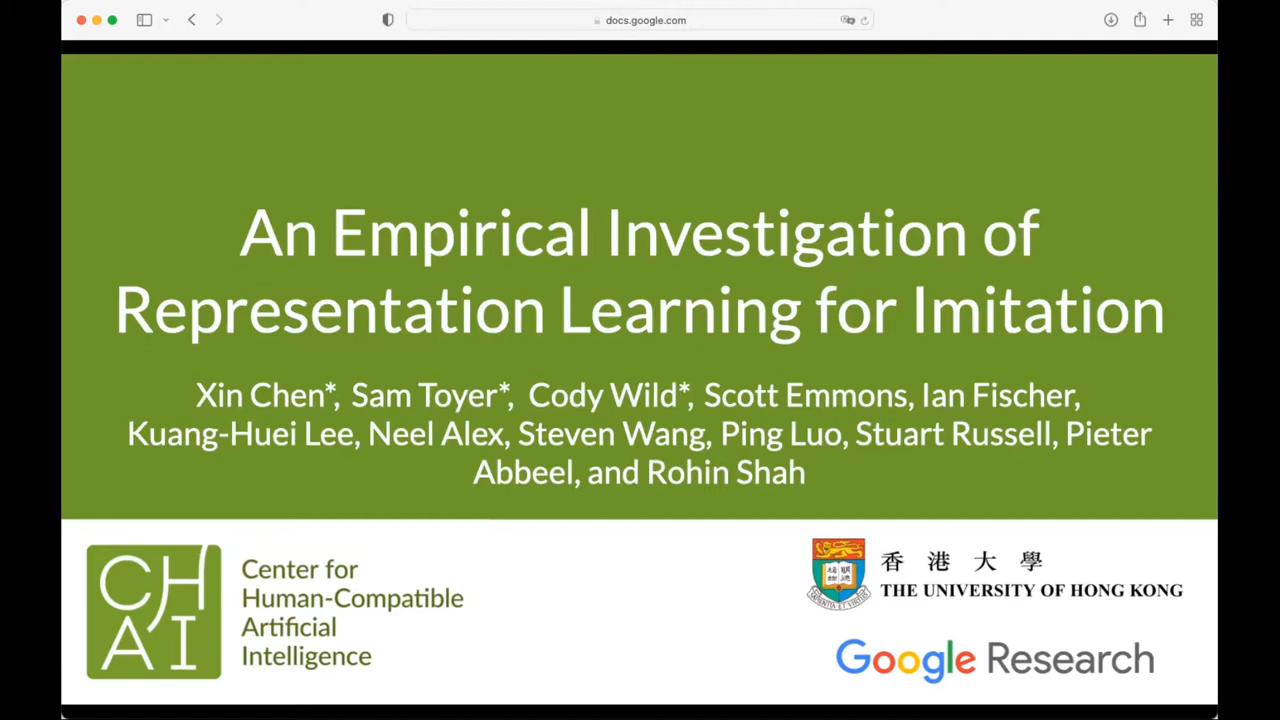 docs.google.com
An Empirical Investigation of
Representation Learning for Imitation
Xin Chen*, Sam Toyer*, Cody Wild*, Scott Emmons, Ian Fischer,
Kuang-Huei Lee, Neel Alex, Steven Wang, Ping Luo, Stuart Russell, Pieter
Abbeel, and Rohin Shah
CHAI
Center for
Human-Compatible
Artificial
Intelligence
香港大學
THE UNIVERSITY OF HONG KONG
Google Research